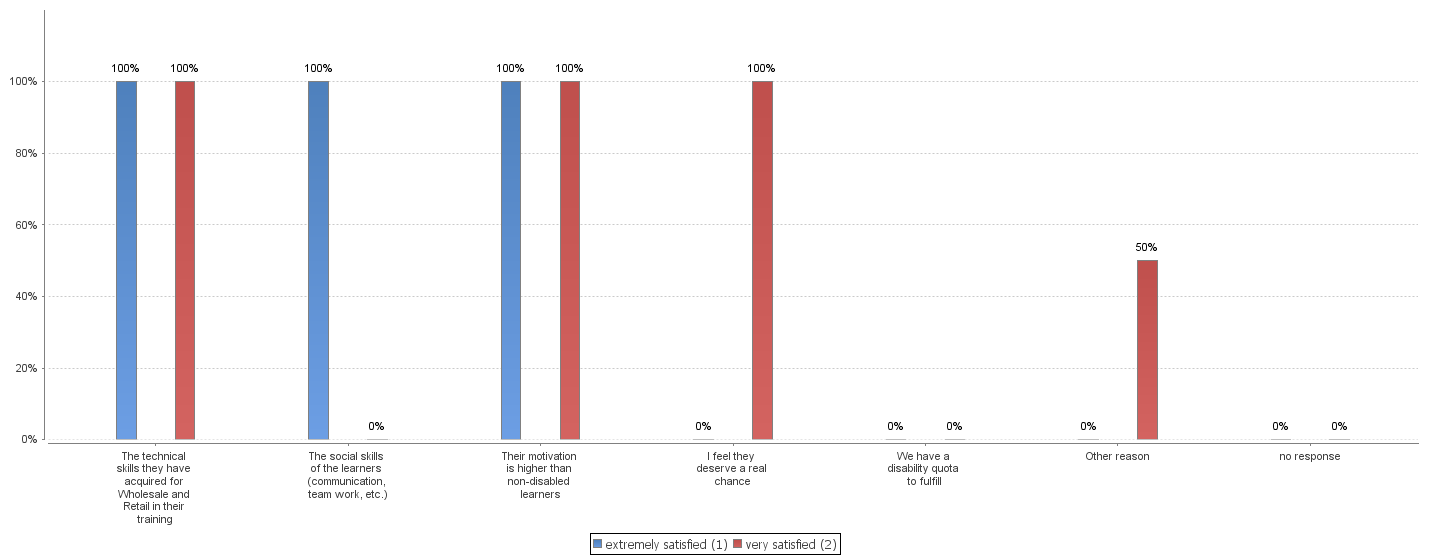 100%
100%
100%
0%
100%
100%
0%
100%
0%
0%
0%
50%
0%
0%
100%
80%
60%
40%
20%
0%
The technical
skills they have
acquired for
Wholesale and
Retail in their
training
The social skills
of the learners
(communication,
team work, etc.)
Their motivation
is higher than
non-disabled
learners
I feel they
deserve a real
chance
We have a
disability quota
to fulfill
Other reason
no response
extremely satisfied (1)
very satisfied (2)